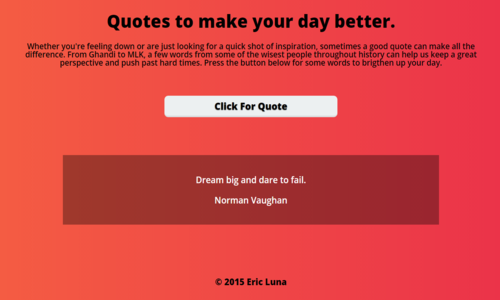 Quotes to make your day better.
Whether you're feeling down or are just looking for a quick shot of inspiration, sometimes a good quote can make all the
difference. From Ghandi to MLK, a few words from some of the wisest people throughout history can help us keep a great
perspective and push past hard times. Press the button below for some words to brigthen up your day.
Click For Quote
Dream big and dare to fail.
Norman Vaughan
© 2015 Eric Luna